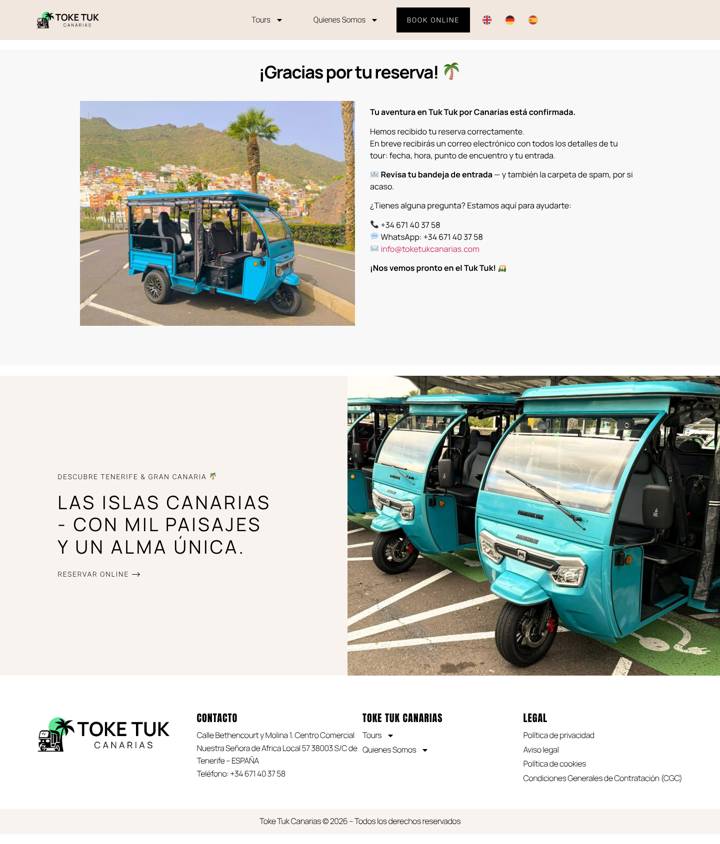 TOKE TUK
CANARIAS
Tours
Quienes Somos
BOOK ONLINE
¡Gracias por tu reserva! 🌴
Tu aventura en Tuk Tuk por Canarias está confirmada.
Hemos recibido tu reserva correctamente.
En breve recibirás un correo electrónico con todos los detalles de tu
tour: fecha, hora, punto de encuentro y tu entrada.
📧 Revisa tu bandeja de entrada — y también la carpeta de spam, por si
acaso.
¿Tienes alguna pregunta? Estamos aquí para ayudarte:
📞 +34 671 40 37 58
💬 WhatsApp: +34 671 40 37 58
📧 info@toketukcanarias.com
¡Nos vemos pronto en el Tuk Tuk! 🛺
DESCUBRE TENERIFE & GRAN CANARIA 🌴
LAS ISLAS CANARIAS
- CON MIL PAISAJES
Y UN ALMA ÚNICA.
RESERVAR ONLINE →
TOKE TUK
CANARIAS
CONTACTO
Calle Bethencourt y Molina 1. Centro Comercial
Nuestra Señora de Africa Local 57 38003 S/C de
Tenerife – ESPAÑA
Teléfono: +34 671 40 37 58
TOKE TUK CANARIAS
Tours
Quienes Somos
LEGAL
Política de privacidad
Aviso legal
Política de cookies
Condiciones Generales de Contratación (CGC)
Toke Tuk Canarias © 2026 – Todos los derechos reservados